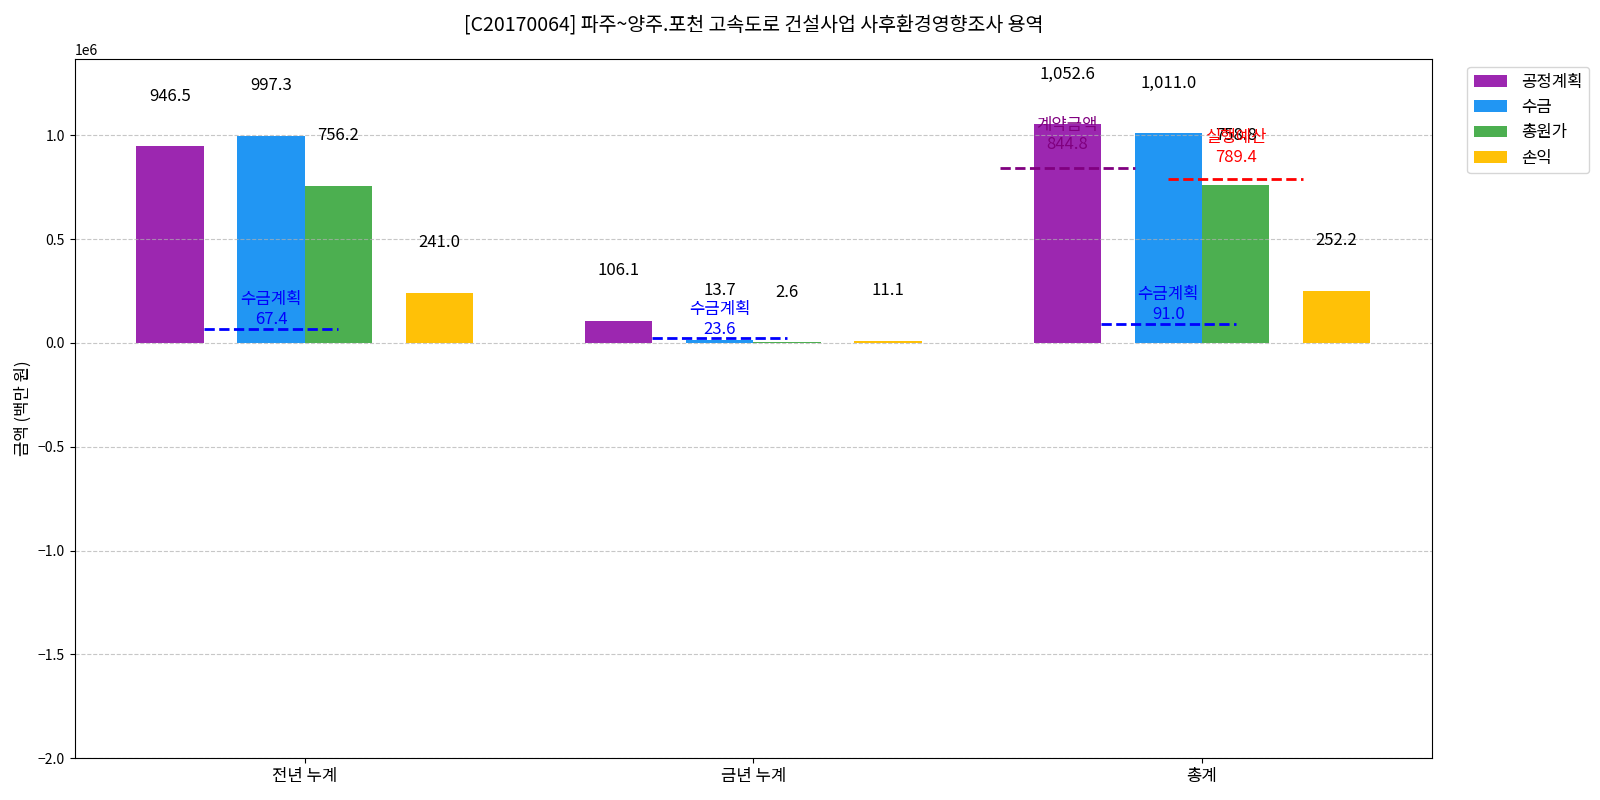 [C20170064] 파주~양주.포천 고속도로 건설사업 사후환경영향조사 용역
1e6
공정계획
수금
총원가
손익
946.5
997.3
756.2
241.0
수금계획
67.4
106.1
13.7
2.6
11.1
수금계획
23.6
1,052.6
1,011.0
758.8
252.2
계약금액
844.8
실행예산
789.4
수금계획
91.0
1.0
0.5
0.0
−0.5
−1.0
−1.5
−2.0
금액 (백만 원)
전년 누계
금년 누계
총계